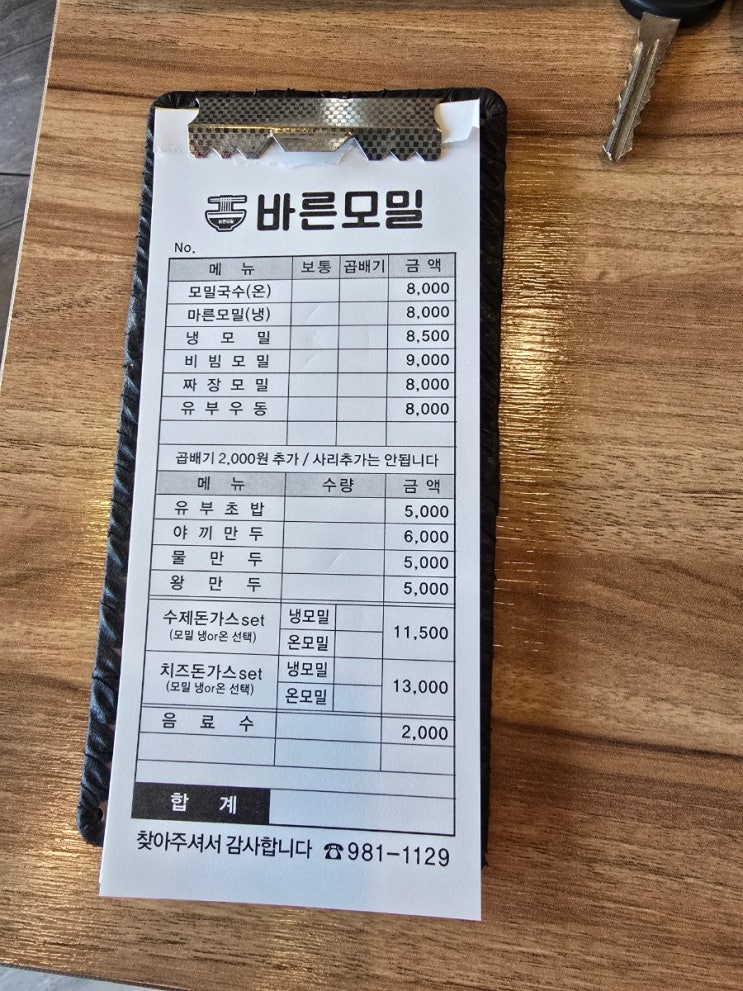 바른모밀
바른모밀
No.
메 뉴 보통 곱배기 금 액
모밀국수(온) 8,000
마른모밀(냉) 8,000
냉 모 밀 8,500
비 빔 모 밀 9,000
짜 장 모 밀 8,000
유 부 우 동 8,000
곱배기 2,000원 추가 / 사리추가는 안됩니다
메 뉴 수량 금 액
유 부 초 밥 5,000
야 끼 만 두 6,000
물 만 두 5,000
왕 만 두 5,000
수제돈가스set 냉모밀 11,500
(모밀 냉or온 선택) 온모밀
치즈돈가스set 냉모밀 13,000
(모밀 냉or온 선택) 온모밀
음 료 수 2,000
합 계
찾아주셔서 감사합니다 ☎981-1129